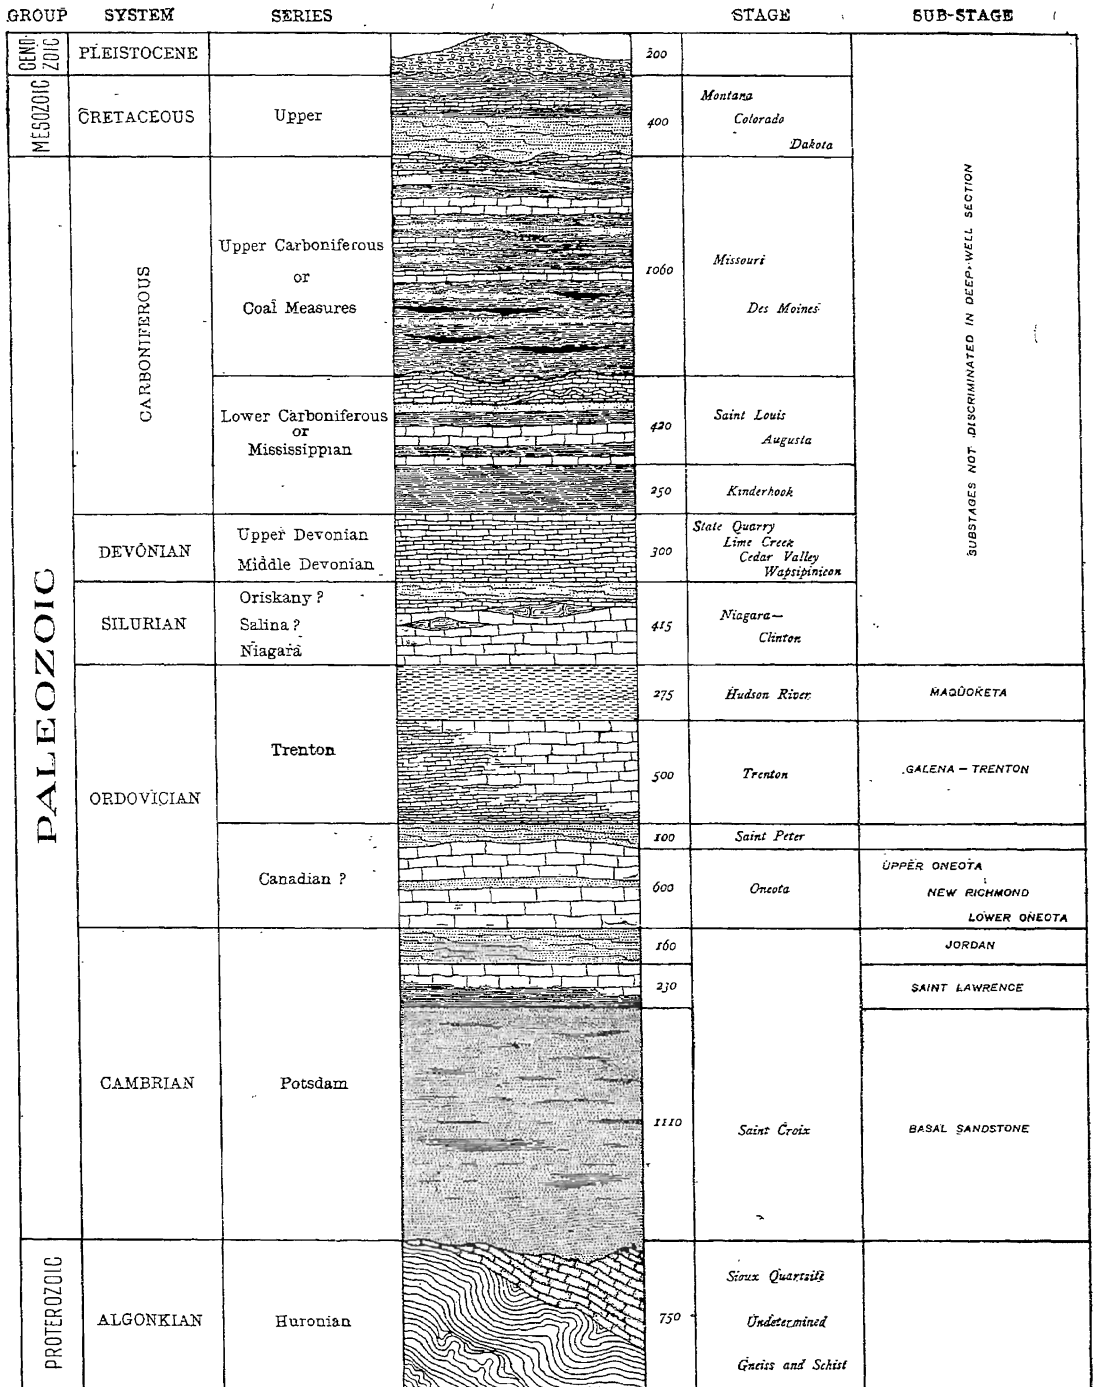 GROUP SYSTEM SERIES STAGE SUB-STAGE
CENO-
ZOIC
PLEISTOCENE 200
MESOZOIC
CRETACEOUS Upper 400
Montana
Colorado
Dakota
PALEOZOIC
CARBONIFEROUS
Upper Carboniferous
or
Coal Measures
1060
Missouri
Des Moines
SUBSTAGES NOT DISCRIMINATED IN DEEP-WELL SECTION
Lower Carboniferous
or
Mississippian
420
Saint Louis
Augusta
250 Kinderhook
DEVONIAN
Upper Devonian
Middle Devonian
300
State Quarry
Lime Creek
Cedar Valley
Wapsipinicon
SILURIAN
Oriskany ?
Salina ?
Niagara
415
Niagara—
Clinton
ORDOVICIAN
Trenton
275 Hudson River MAQUOKETA
500 Trenton GALENA – TRENTON
Canadian ?
100 Saint Peter
600 Oneota
UPPER ONEOTA
NEW RICHMOND
LOWER ONEOTA
CAMBRIAN Potsdam
160 JORDAN
230 SAINT LAWRENCE
1110 Saint Croix BASAL SANDSTONE
PROTEROZOIC
ALGONKIAN Huronian 750
Sioux Quartzite
Undetermined
Gneiss and Schist